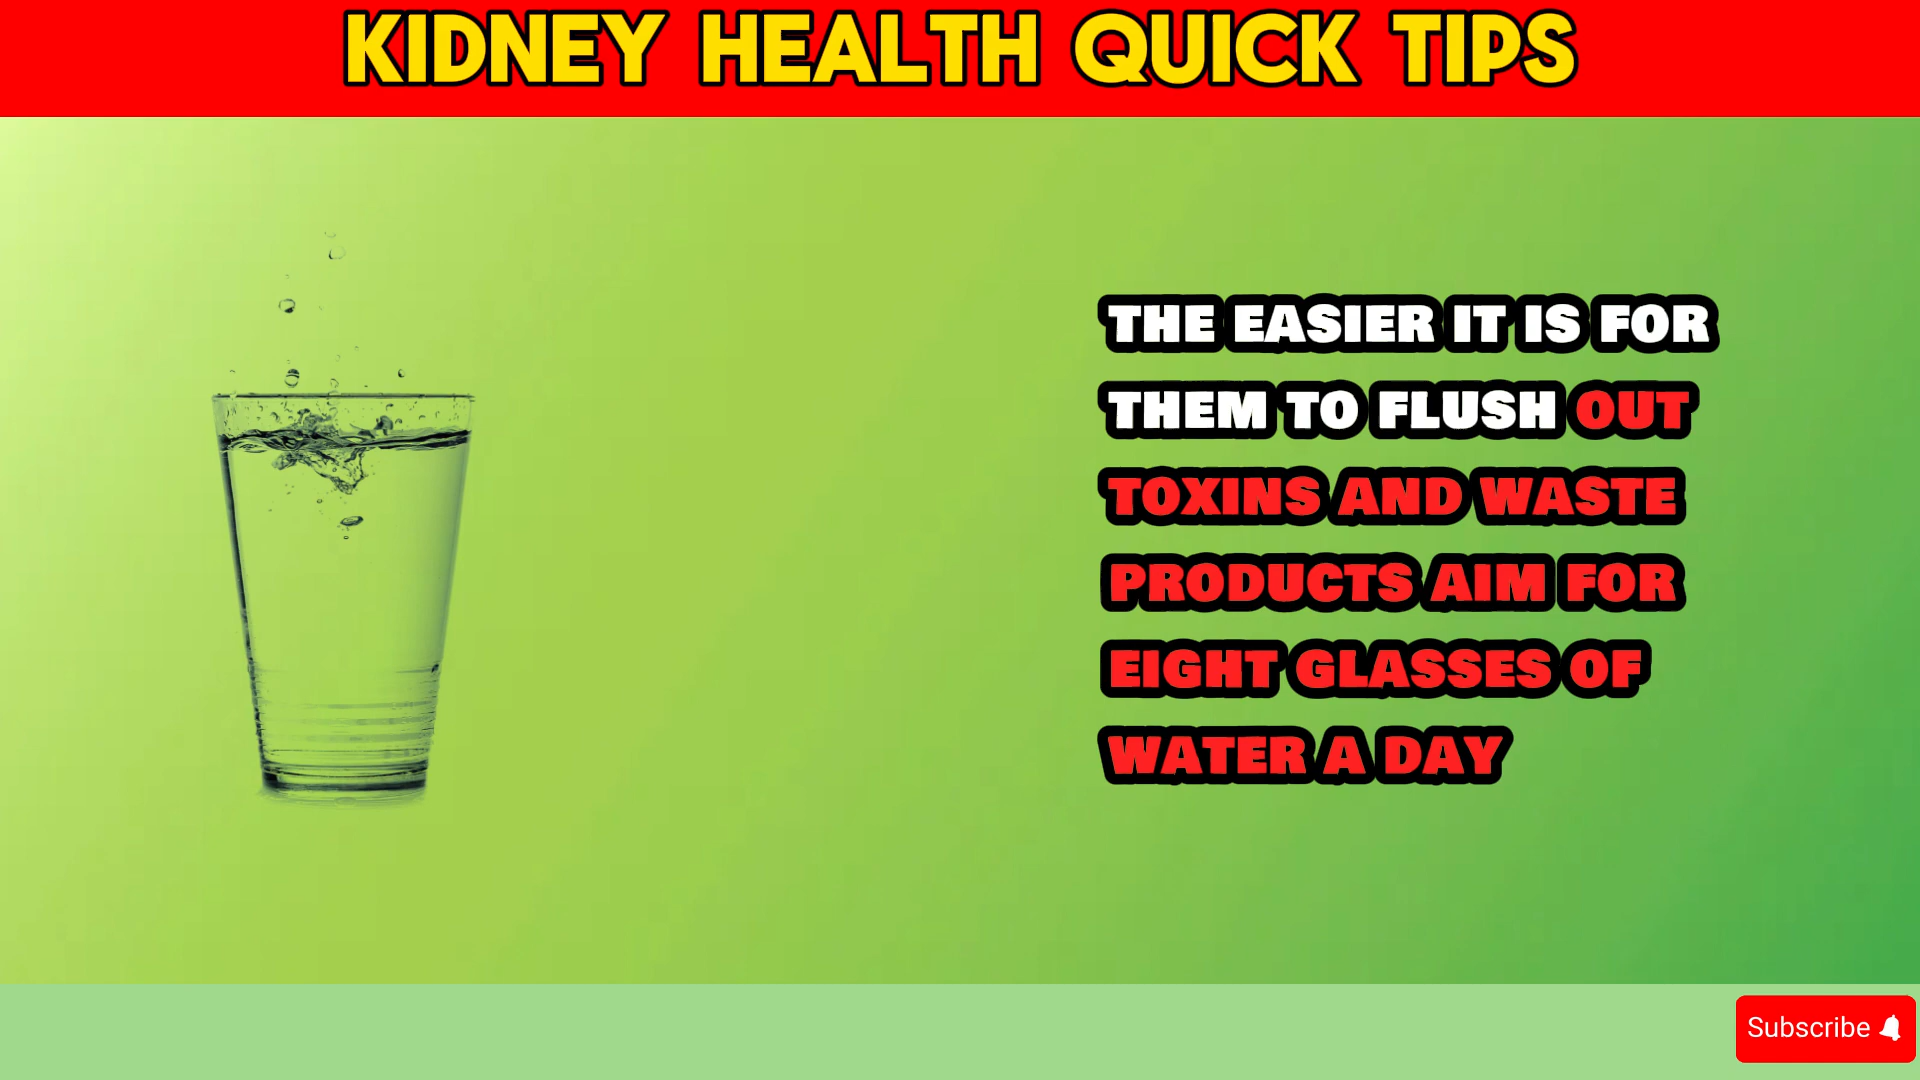 KIDNEY HEALTH QUICK TIPS
THE EASIER IT IS FOR
THEM TO FLUSH OUT
TOXINS AND WASTE
PRODUCTS AIM FOR
EIGHT GLASSES OF
WATER A DAY
Subscribe